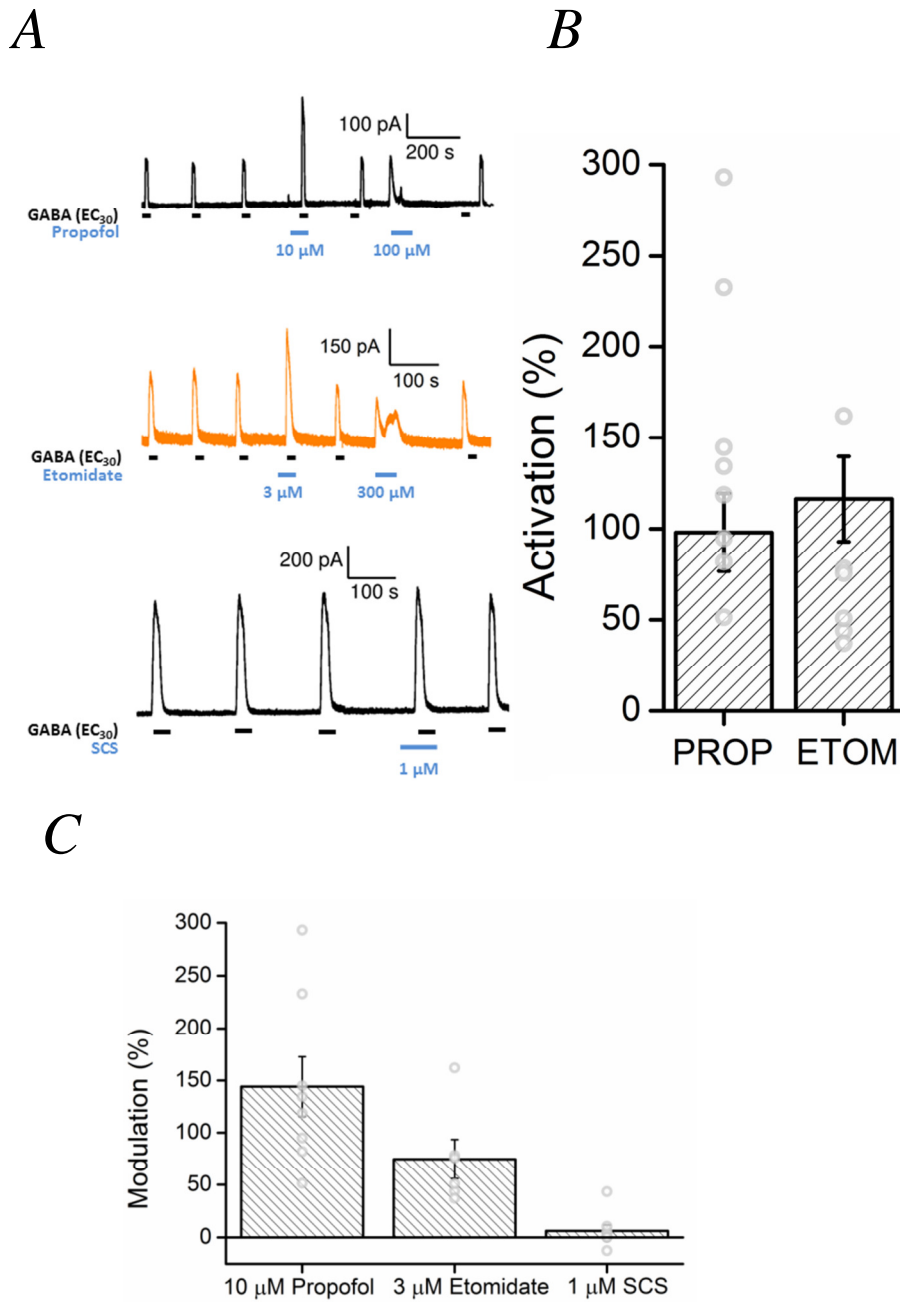 A
B
100 pA
200 s
GABA (EC30)
Propofol
10 µM
100 µM
150 pA
100 s
GABA (EC30)
Etomidate
3 µM
300 µM
200 pA
100 s
GABA (EC30)
SCS
1 µM
300
250
200
150
100
50
0
Activation (%)
PROP
ETOM
C
300
250
200
150
100
50
0
Modulation (%)
10 µM Propofol
3 µM Etomidate
1 µM SCS